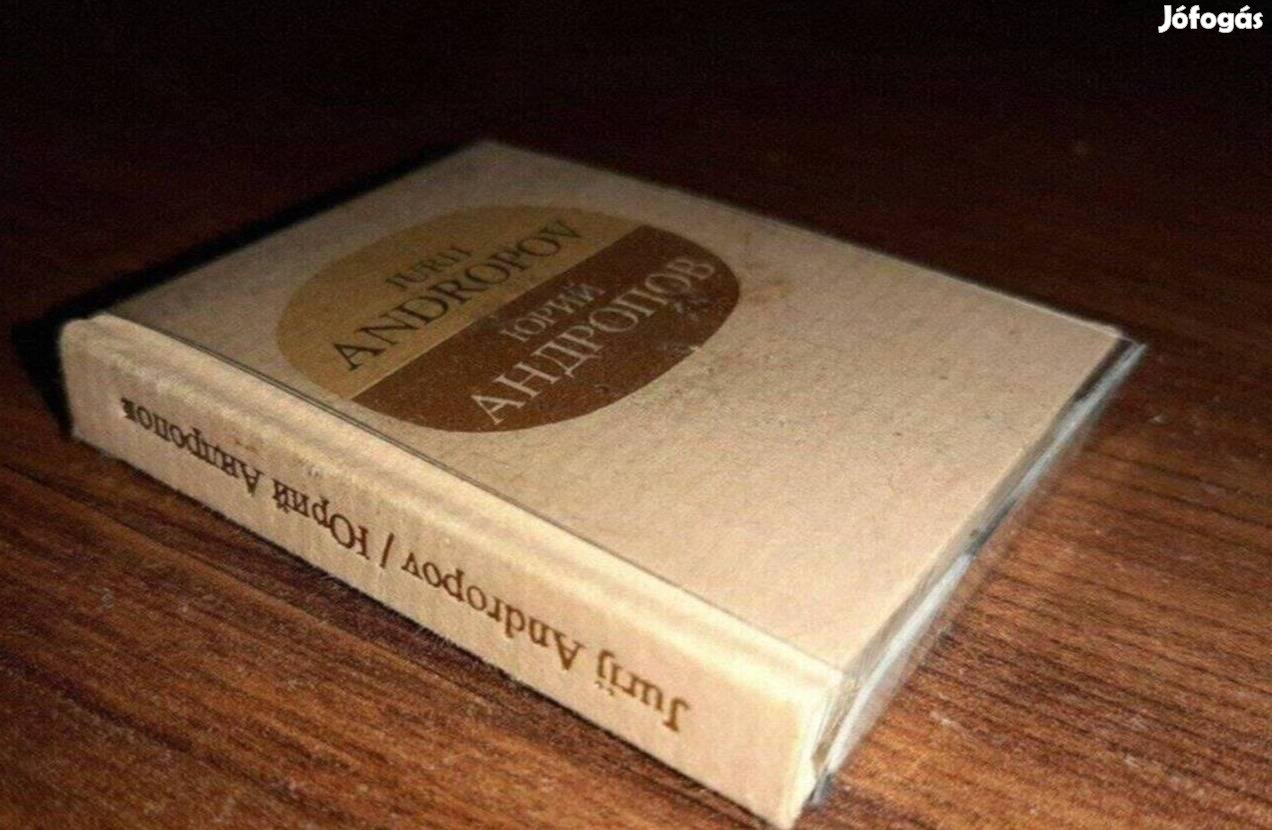 Jófogás
JURIJ
ANDROPOV
ЮРИЙ
АНДРОПОВ
Jurij Andropov / Юрий Андропов